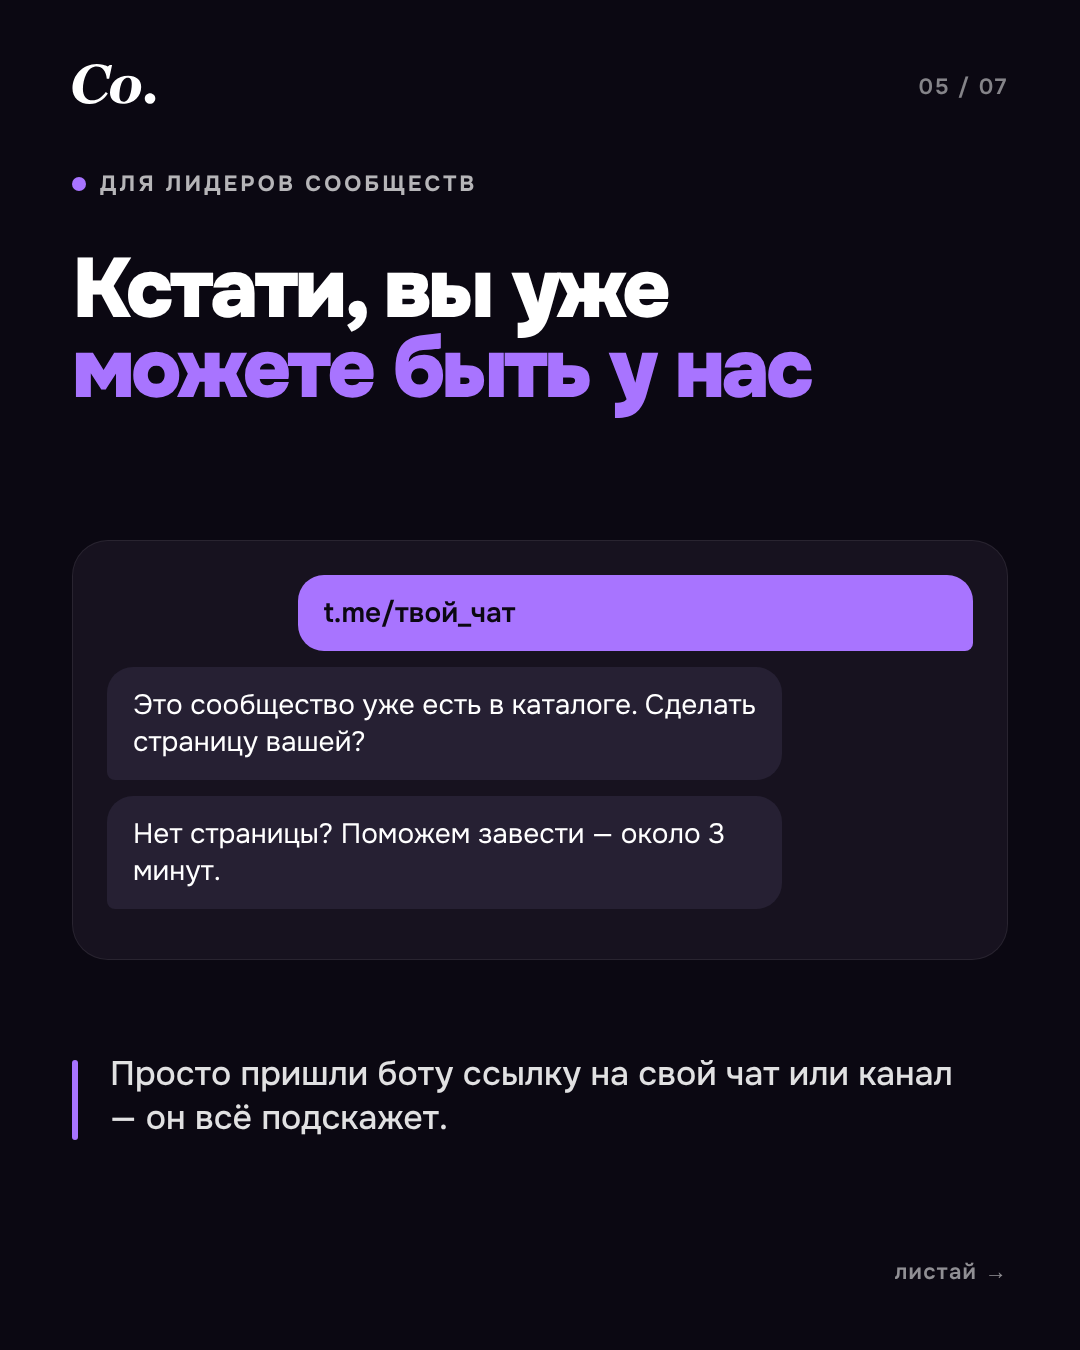 Co.
05 / 07
ДЛЯ ЛИДЕРОВ СООБЩЕСТВ
Кстати, вы уже
можете быть у нас
t.me/твой_чат
Это сообщество уже есть в каталоге. Сделать
страницу вашей?
Нет страницы? Поможем завести — около 3
минут.
Просто пришли боту ссылку на свой чат или канал
— он всё подскажет.
листай →